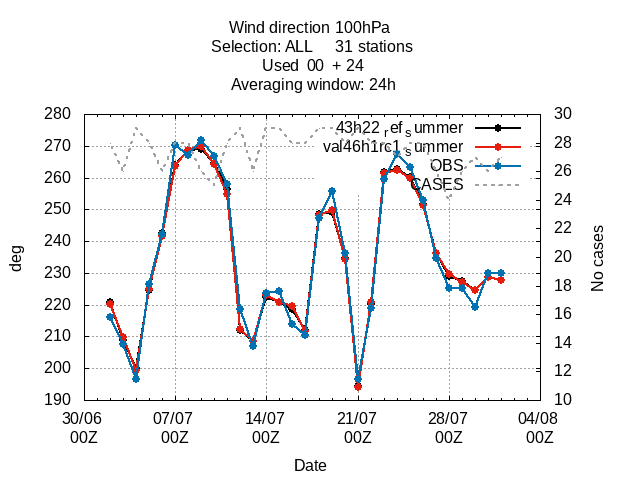 Wind direction 100hPa
Selection: ALL 31 stations
Used 00 + 24
Averaging window: 24h
280
270
260
250
240
230
220
210
200
190
deg
30
28
26
24
22
20
18
16
14
12
10
No cases
43h22refsummer
val46h1rc1summer
OBS
CASES
30/06 07/07 14/07 21/07 28/07 04/08
00Z 00Z 00Z 00Z 00Z 00Z
Date